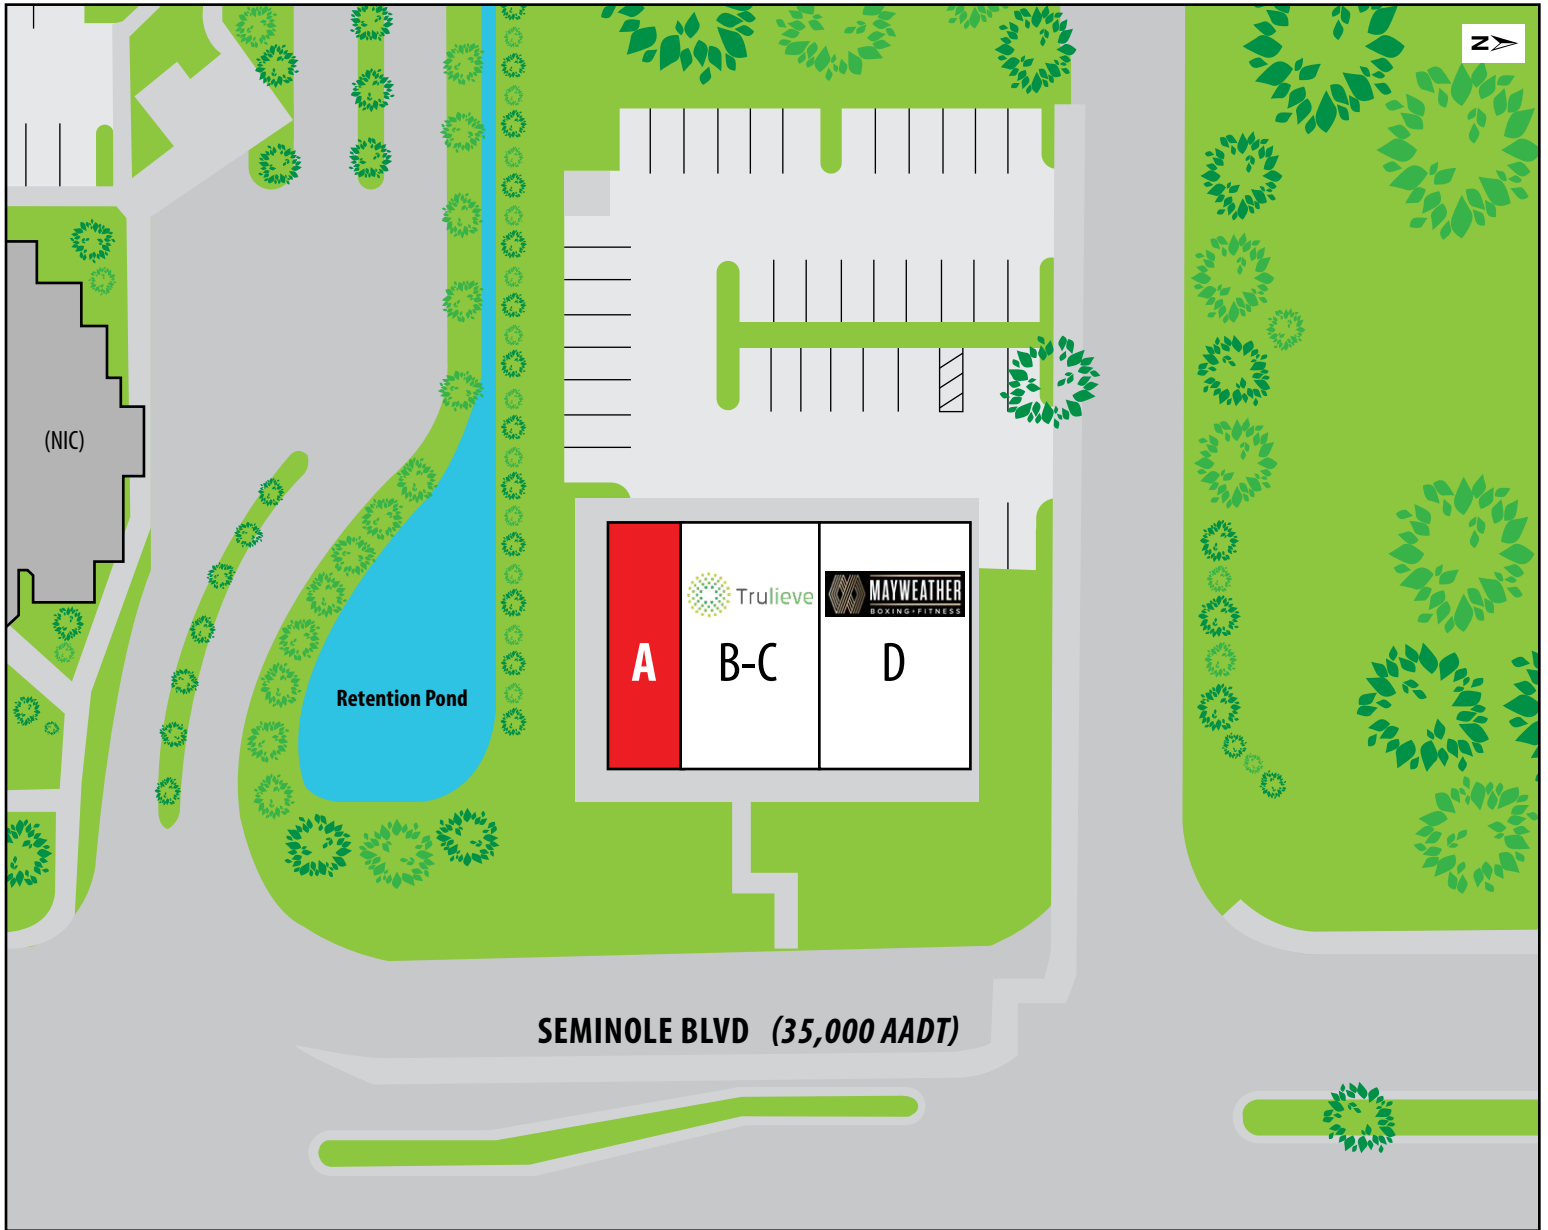 N
(NIC)
Trulieve
MAYWEATHER
BOXING + FITNESS
A
B-C
D
Retention Pond
SEMINOLE BLVD (35,000 AADT)